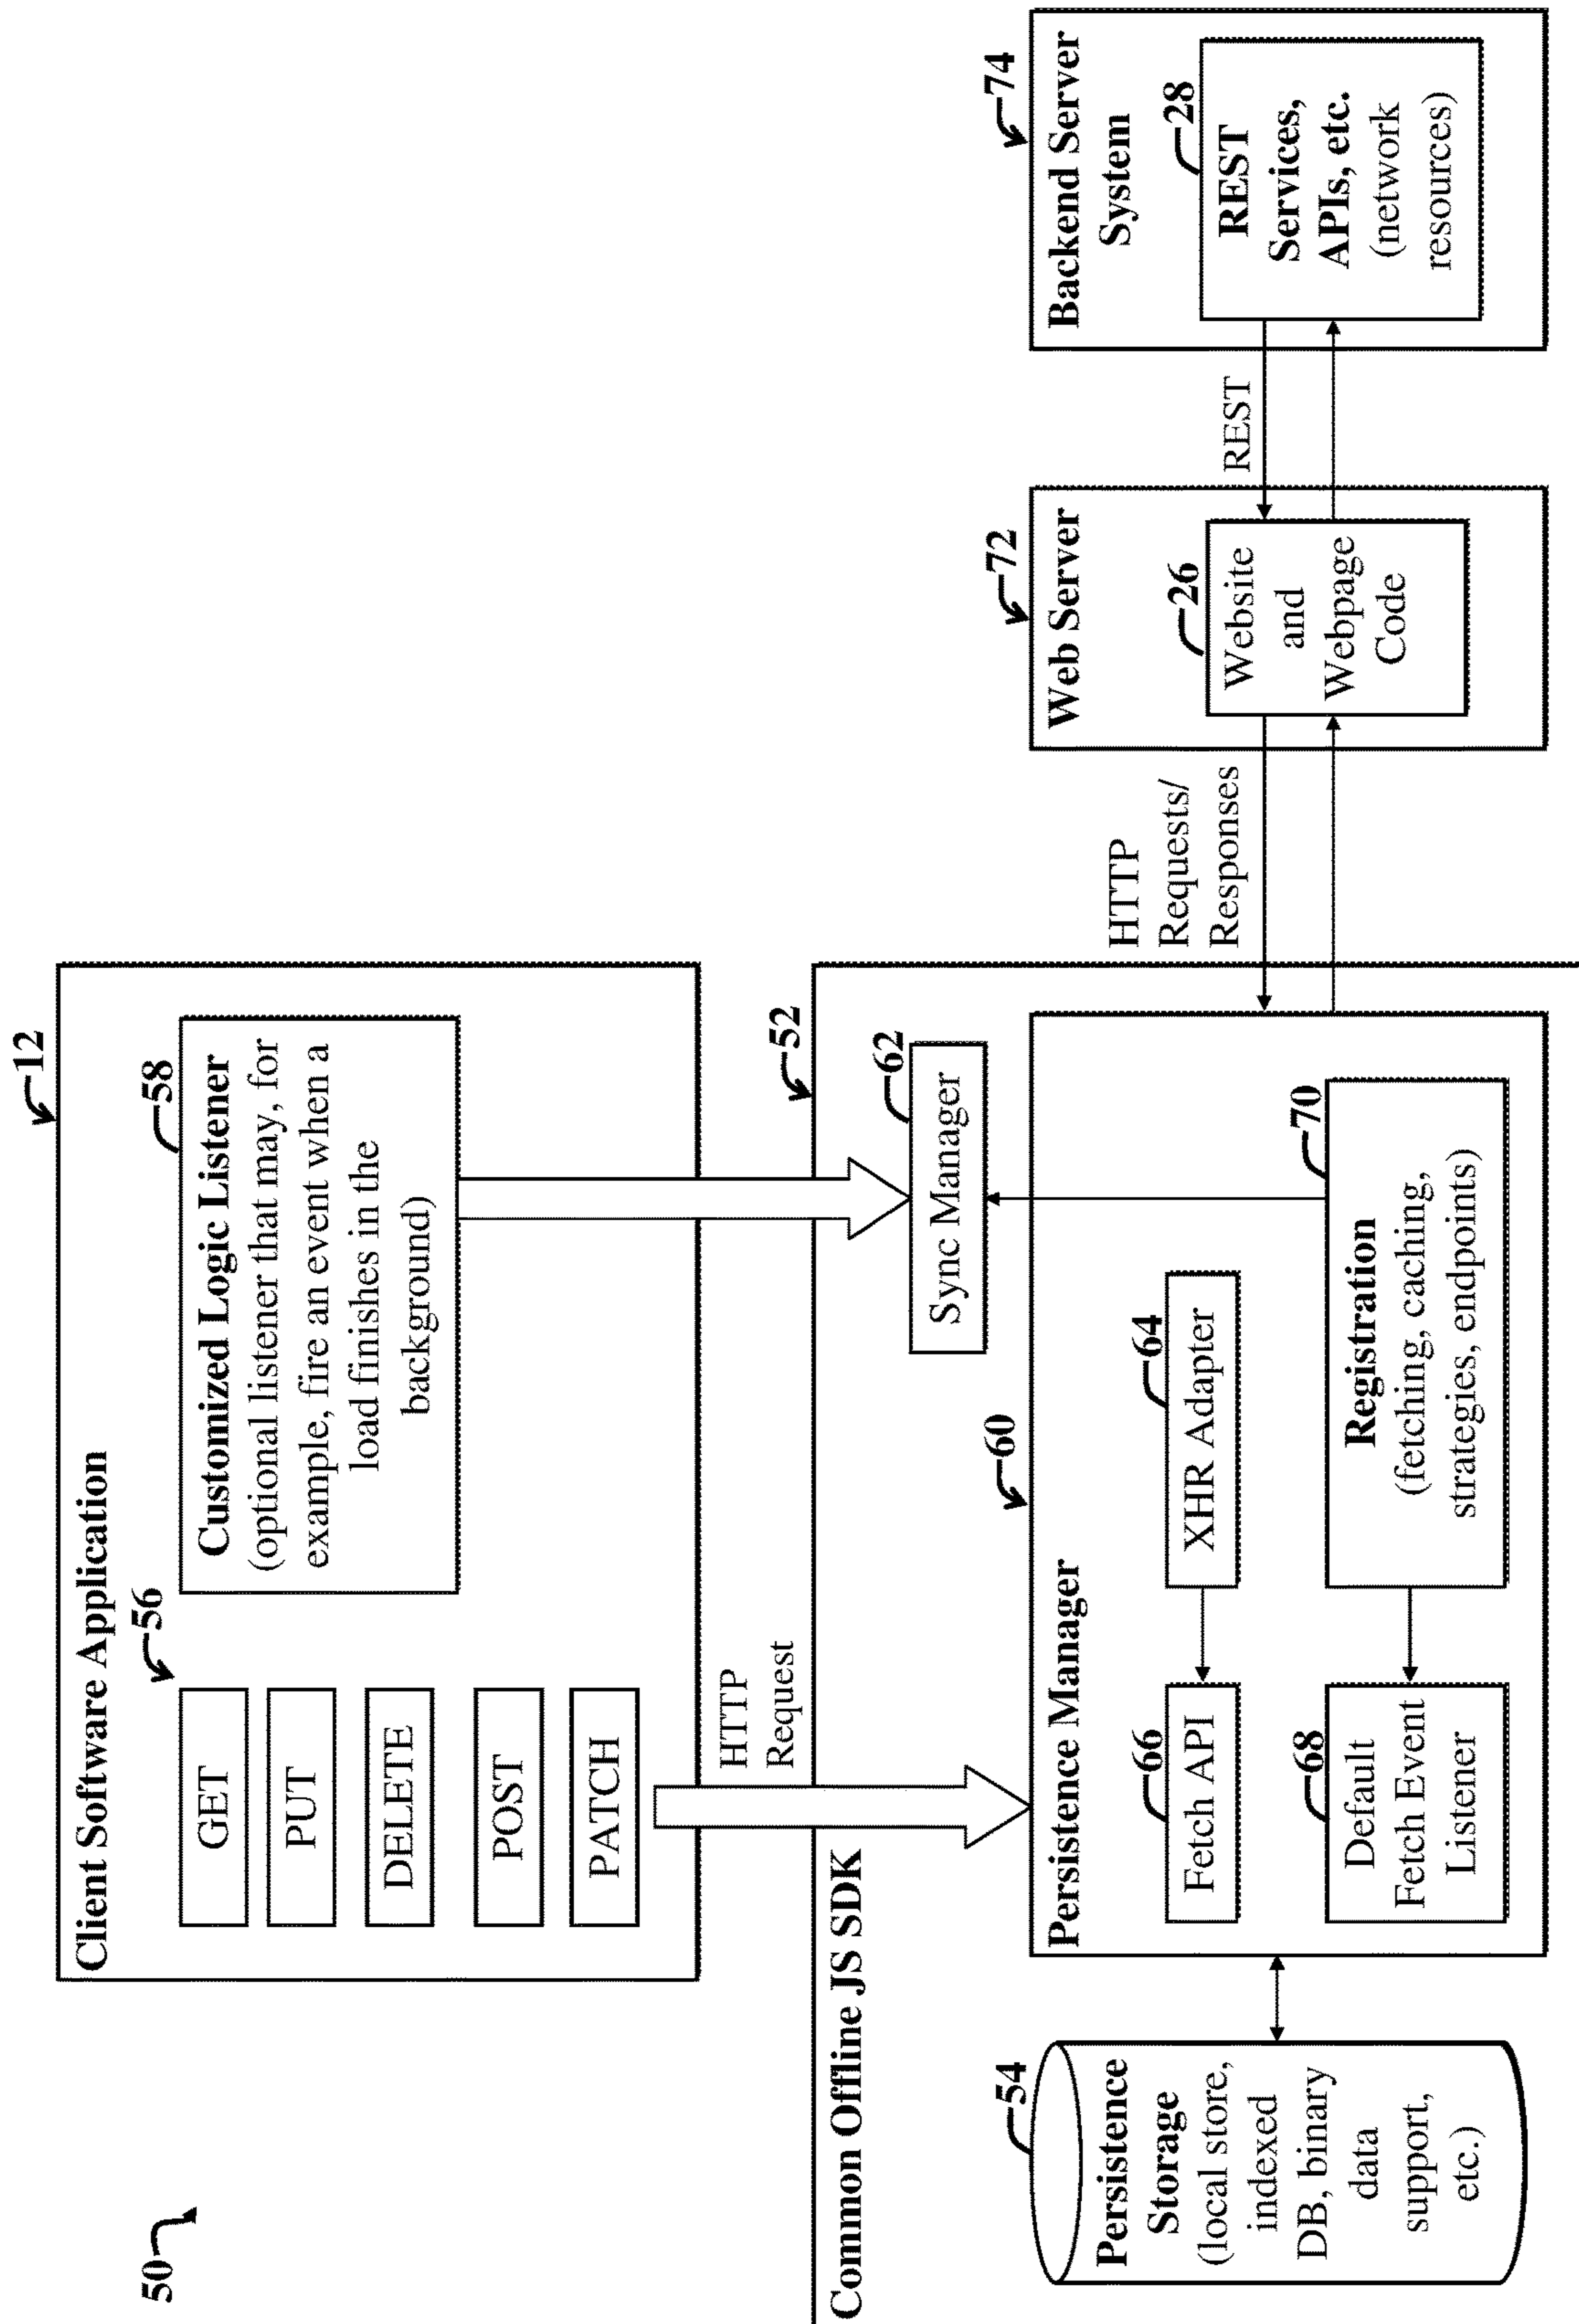 50
12
Client Software Application
56
GET
PUT
DELETE
POST
PATCH
58
Customized Logic Listener
(optional listener that may, for
example, fire an event when a
load finishes in the
background)
HTTP
Request
52
Common Offline JS SDK
62
Sync Manager
54
Persistence
Storage
(local store,
indexed
DB, binary
data
support,
etc.)
60
Persistence Manager
66
Fetch API
64
XHR Adapter
68
Default
Fetch Event
Listener
70
Registration
(fetching, caching,
strategies, endpoints)
HTTP
Requests/
Responses
72
Web Server
26
Website
and
Webpage
Code
REST
74
Backend Server
System
28
REST
Services,
APIs, etc.
(network
resources)